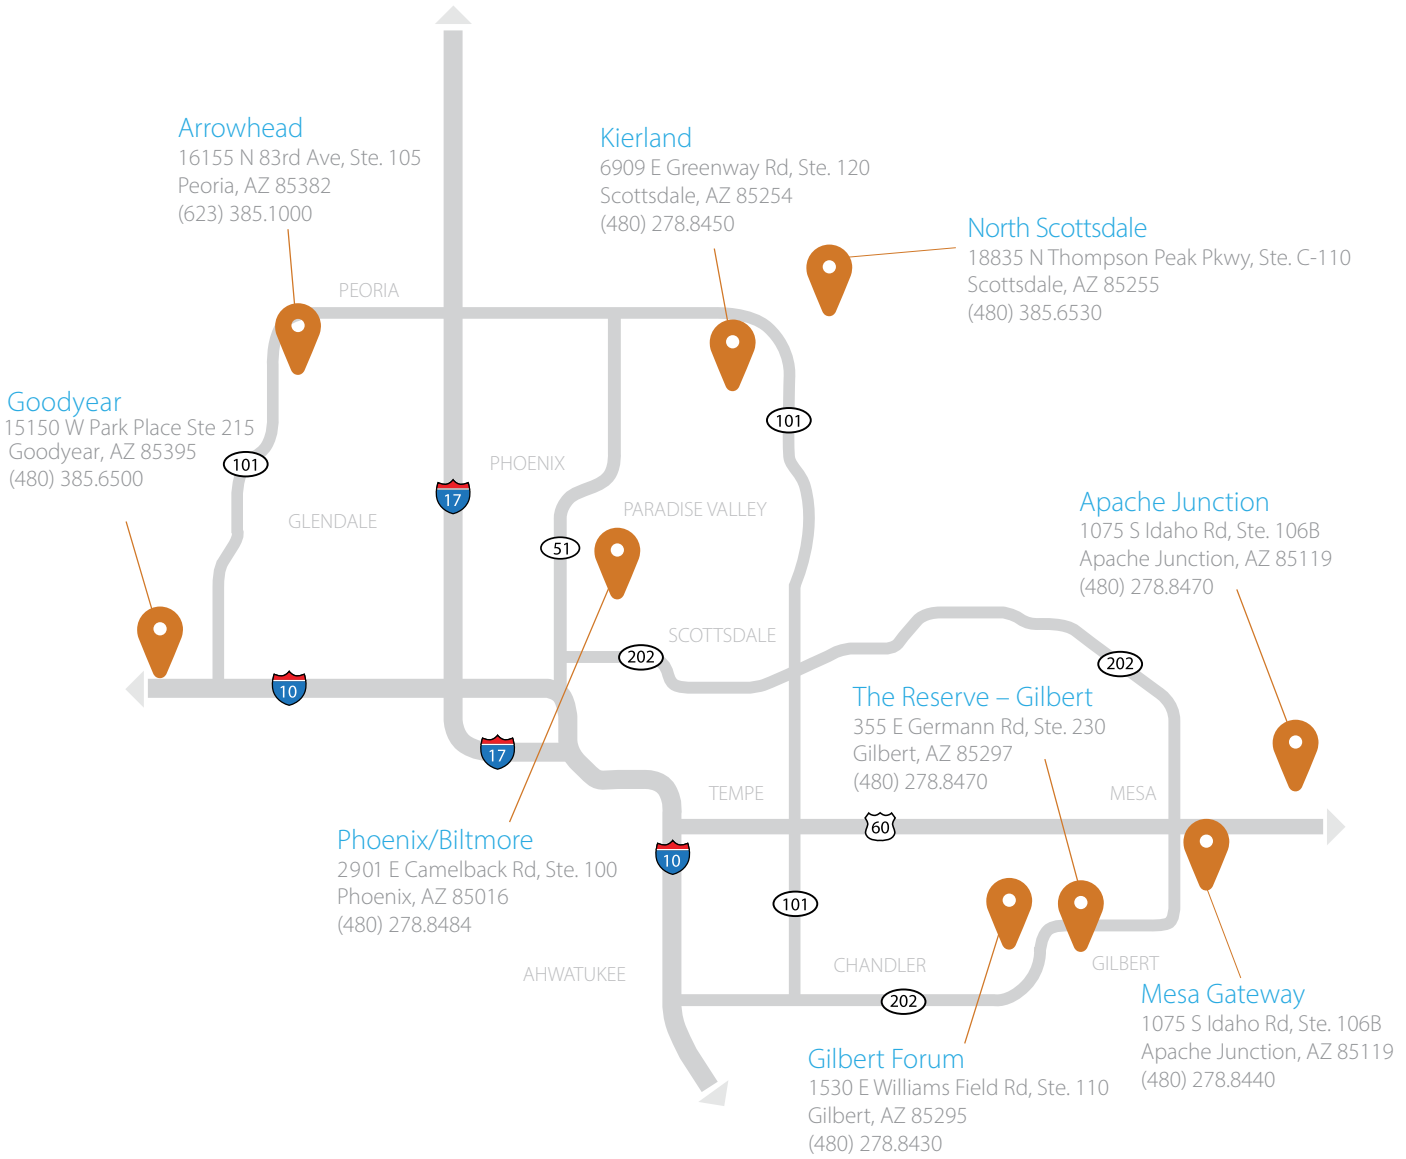 Arrowhead
16155 N 83rd Ave, Ste. 105
Peoria, AZ 85382
(623) 385.1000
Kierland
6909 E Greenway Rd, Ste. 120
Scottsdale, AZ 85254
(480) 278.8450
North Scottsdale
18835 N Thompson Peak Pkwy, Ste. C-110
Scottsdale, AZ 85255
(480) 385.6530
PEORIA
Goodyear
15150 W Park Place Ste 215
Goodyear, AZ 85395
(480) 385.6500
101
101
PHOENIX
17
GLENDALE
PARADISE VALLEY
51
Apache Junction
1075 S Idaho Rd, Ste. 106B
Apache Junction, AZ 85119
(480) 278.8470
SCOTTSDALE
202
202
10
The Reserve – Gilbert
355 E Germann Rd, Ste. 230
Gilbert, AZ 85297
(480) 278.8470
17
TEMPE
MESA
60
Phoenix/Biltmore
2901 E Camelback Rd, Ste. 100
Phoenix, AZ 85016
(480) 278.8484
10
101
AHWATUKEE
CHANDLER
GILBERT
202
Mesa Gateway
1075 S Idaho Rd, Ste. 106B
Apache Junction, AZ 85119
(480) 278.8440
Gilbert Forum
1530 E Williams Field Rd, Ste. 110
Gilbert, AZ 85295
(480) 278.8430